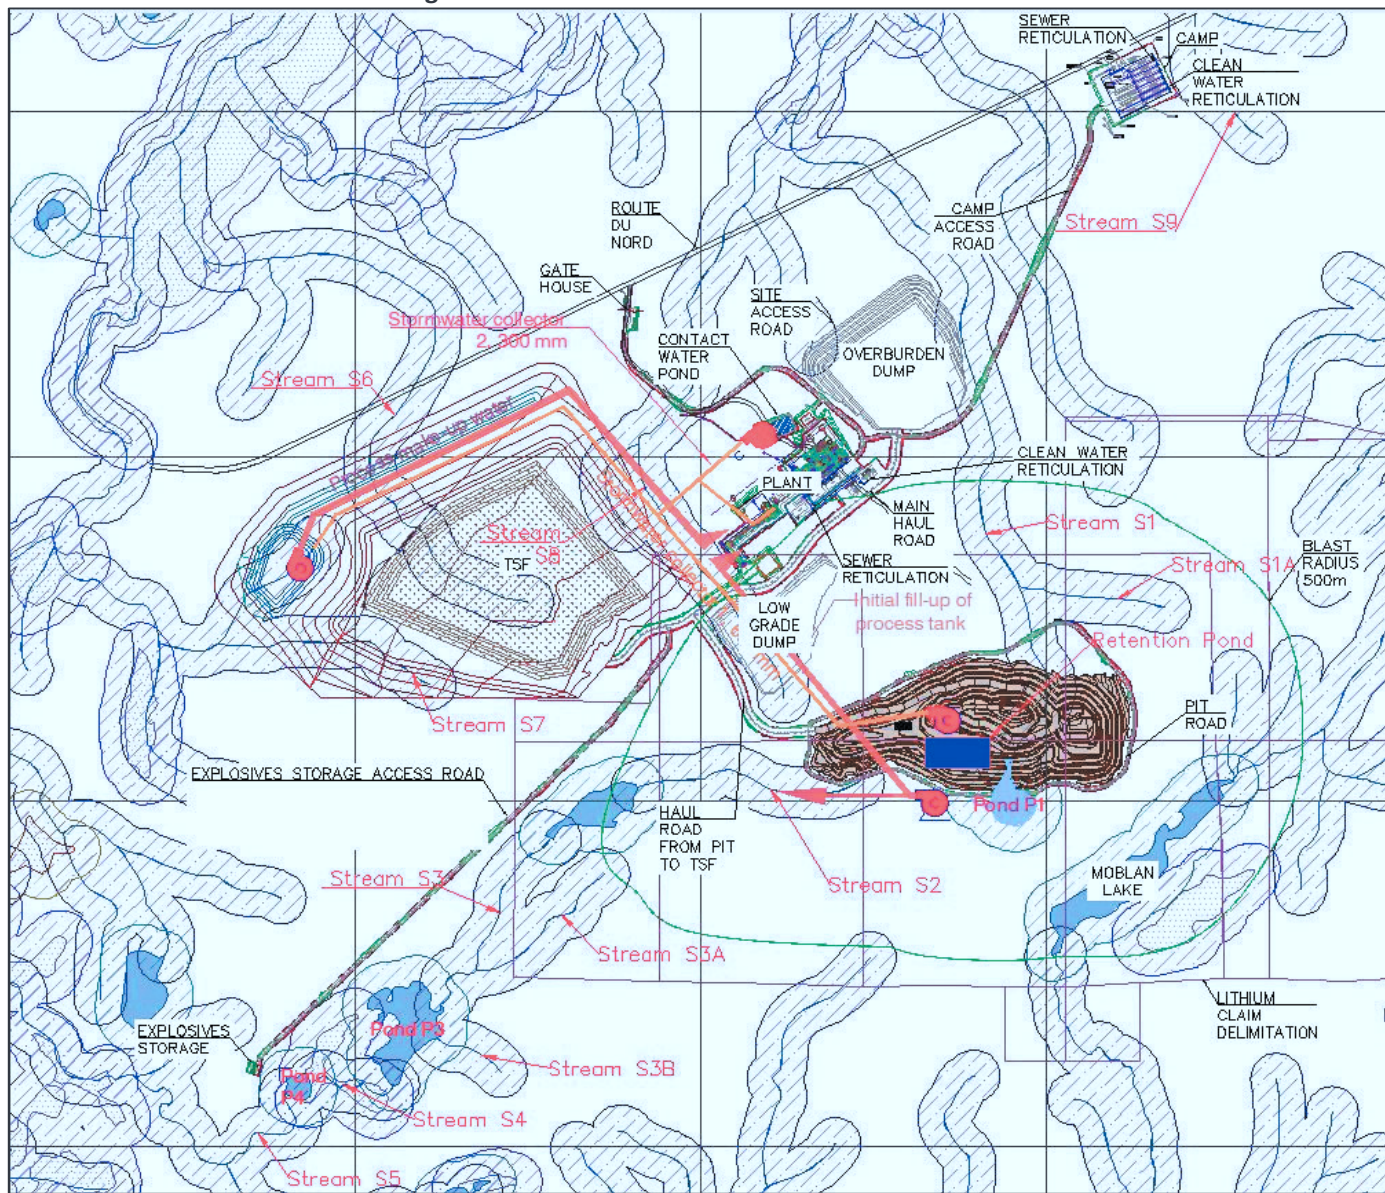 SEWER
RETICULATION
CAMP
CLEAN
WATER
RETICULATION
ROUTE
DU
NORD
CAMP
ACCESS
ROAD
Stream S9
GATE
HOUSE
SITE
ACCESS
ROAD
Stormwater collector
2, 300 mm
CONTACT
WATER
POND
OVERBURDEN
DUMP
Stream S6
Process make-up water
CLEAN WATER
RETICULATION
PLANT
MAIN
HAUL
ROAD
Stream S1
Stream
S8
TSF
BLAST
RADIUS
500m
SEWER
RETICULATION
Stream S1A
Initial fill-up of
process tank
LOW
GRADE
DUMP
mm
Retention Pond
Stream S7
PIT
ROAD
EXPLOSIVES STORAGE ACCESS ROAD
HAUL
ROAD
FROM PIT
TO TSF
Pond P1
Stream S3
Stream S2
MOBLAN
LAKE
Stream S3A
LITHIUM
CLAIM
DELIMITATION
EXPLOSIVES
STORAGE
Pond P3
Stream S3B
Pond
P4
Stream S4
Stream S5